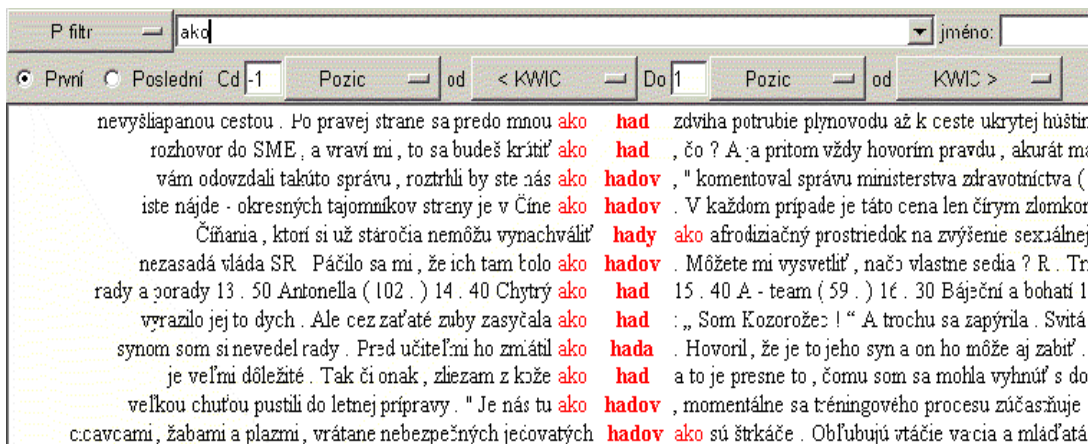 P filtr ako jméno:
První Poslední Cd -1 Pozic od < KWIC Do 1 Pozic od KWIC >
nevyšliapanou cestou . Po pravej strane sa predo mnou ako had zdvíha potrubie plynovodu až k ceste ukrytej húštin
rozhovor do SME , a vraví mi , to sa budeš krútiť ako had , čo ? A ja pritom vždy hovorím pravdu , akurát ma
vám odovzdali takúto správu , roztrhli by ste nás ako hadov , " komentoval správu ministerstva zdravotníctva (
iste nájde - okresných tajomníkov strany je v Číne ako hadov . V každom prípade je táto cena len čírym zlomkom
Číňania , ktorí si už stáročia nemôžu vynachváliť hady ako afrodiziačný prostriedok na zvýšenie sexuálnej
nezasadá vláda SR Páčilo sa mi , že ich tam bolo ako hadov . Môžete mi vysvetliť , načo vlastne sedia ? R . Tr
rady a porady 13 . 50 Antonella ( 102 . ) 14 . 40 Chytrý ako had 15 . 40 A - team ( 59 . ) 16 . 30 Báječní a bohatí 1
vyrazilo jej to dych . Ale cez zaťaté zuby zasyčala ako had : „ Som Kozorožec ! “ A trochu sa zapýrila . Svitá
synom som si nevedel rady . Pred učiteľmi ho zmlátil ako hada . Hovoril , že je to jeho syn a on ho môže aj zabiť .
je veľmi dôležité . Tak či onak , zliezam z kože ako had a to je presne to , čomu som sa mohla vyhnúť s do
veľkou chuťou pustili do letnej prípravy . " Je nás tu ako hadov , momentálne sa tréningového procesu zúčastňuje
cicavcami , žabami a plazmi , vrátane nebezpečných jedovatých hadov ako sú štrkáče . Obľubujú vtáčie vajcia a mláďatá